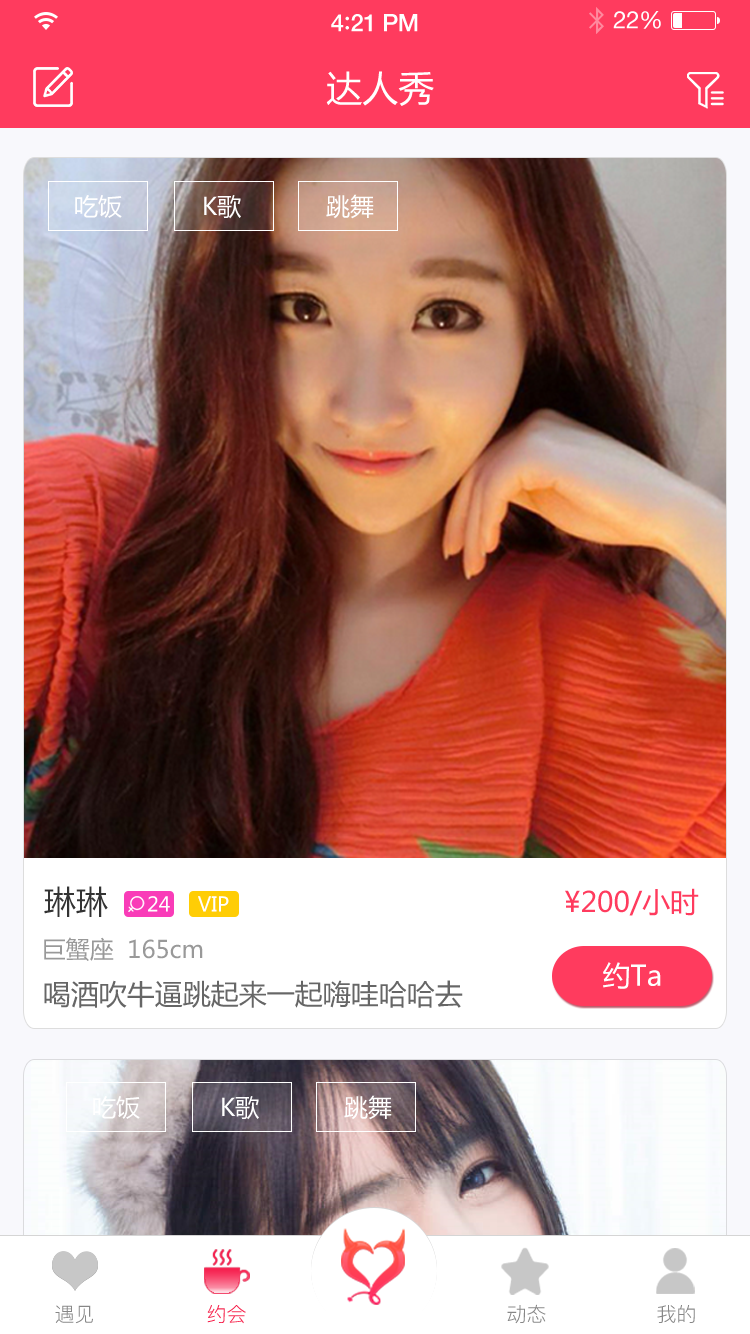 4:21 PM 22%
达人秀
吃饭 K歌 跳舞
琳琳 24 VIP ¥200/小时
巨蟹座 165cm
约Ta
喝酒吹牛逼跳起来一起嗨哇哈哈去
吃饭 K歌 跳舞
遇见 约会 动态 我的